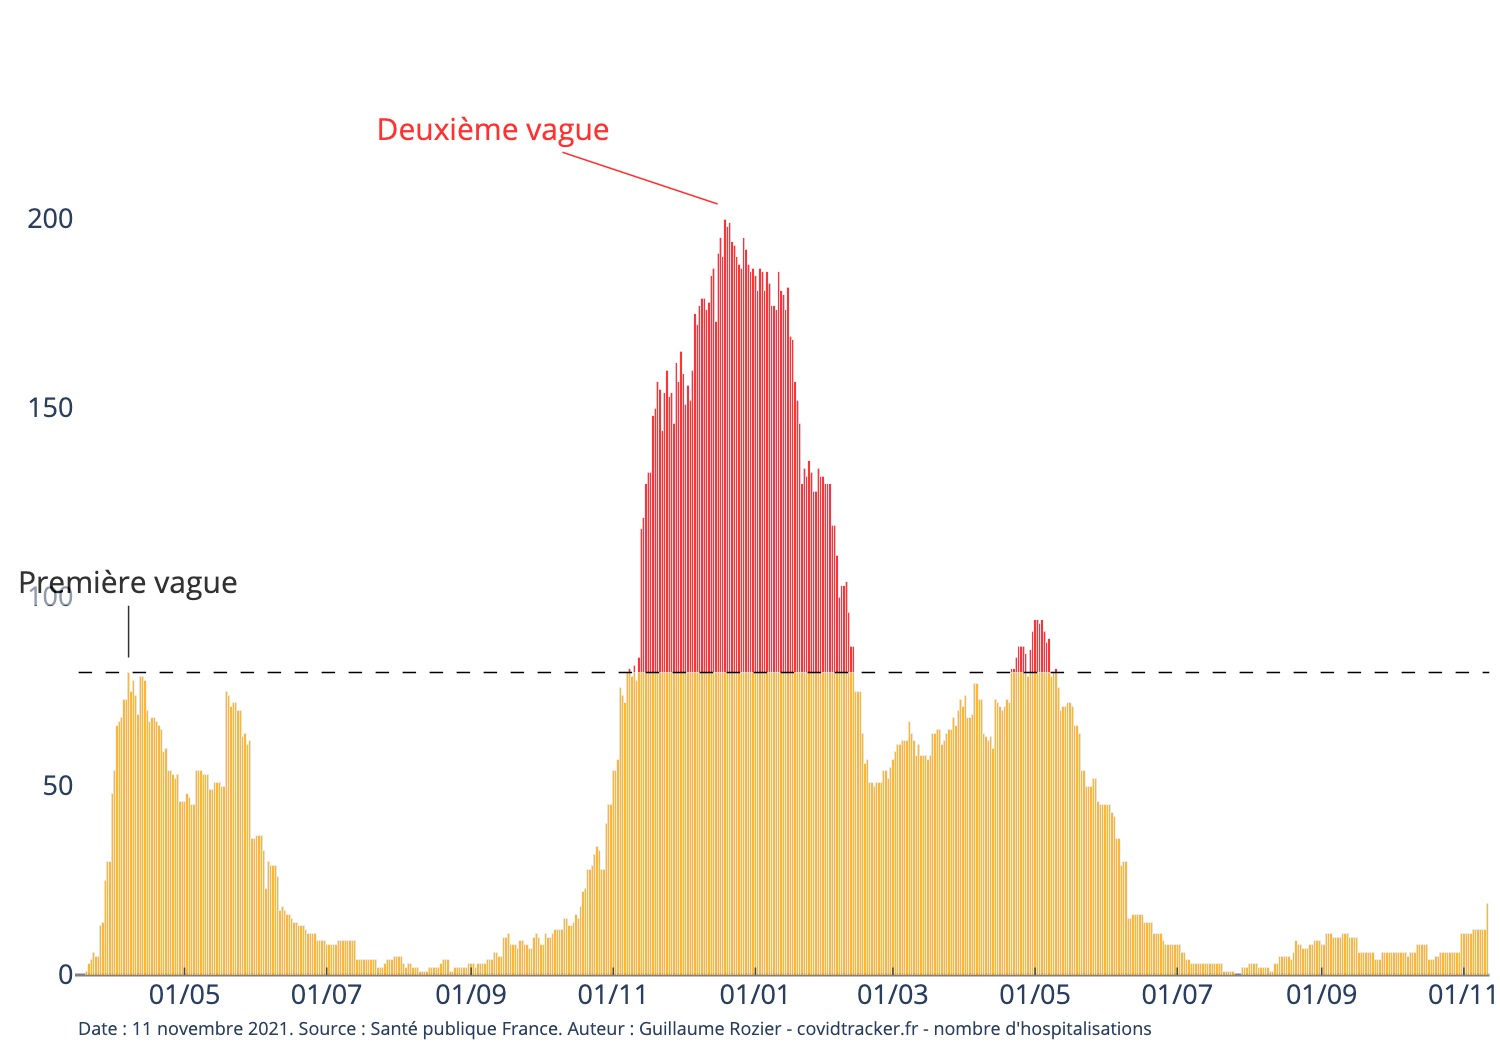 Deuxième vague
200
150
Première vague
100
50
0
01/05 01/07 01/09 01/11 01/01 01/03 01/05 01/07 01/09 01/11
Date : 11 novembre 2021. Source : Santé publique France. Auteur : Guillaume Rozier - covidtracker.fr - nombre d'hospitalisations